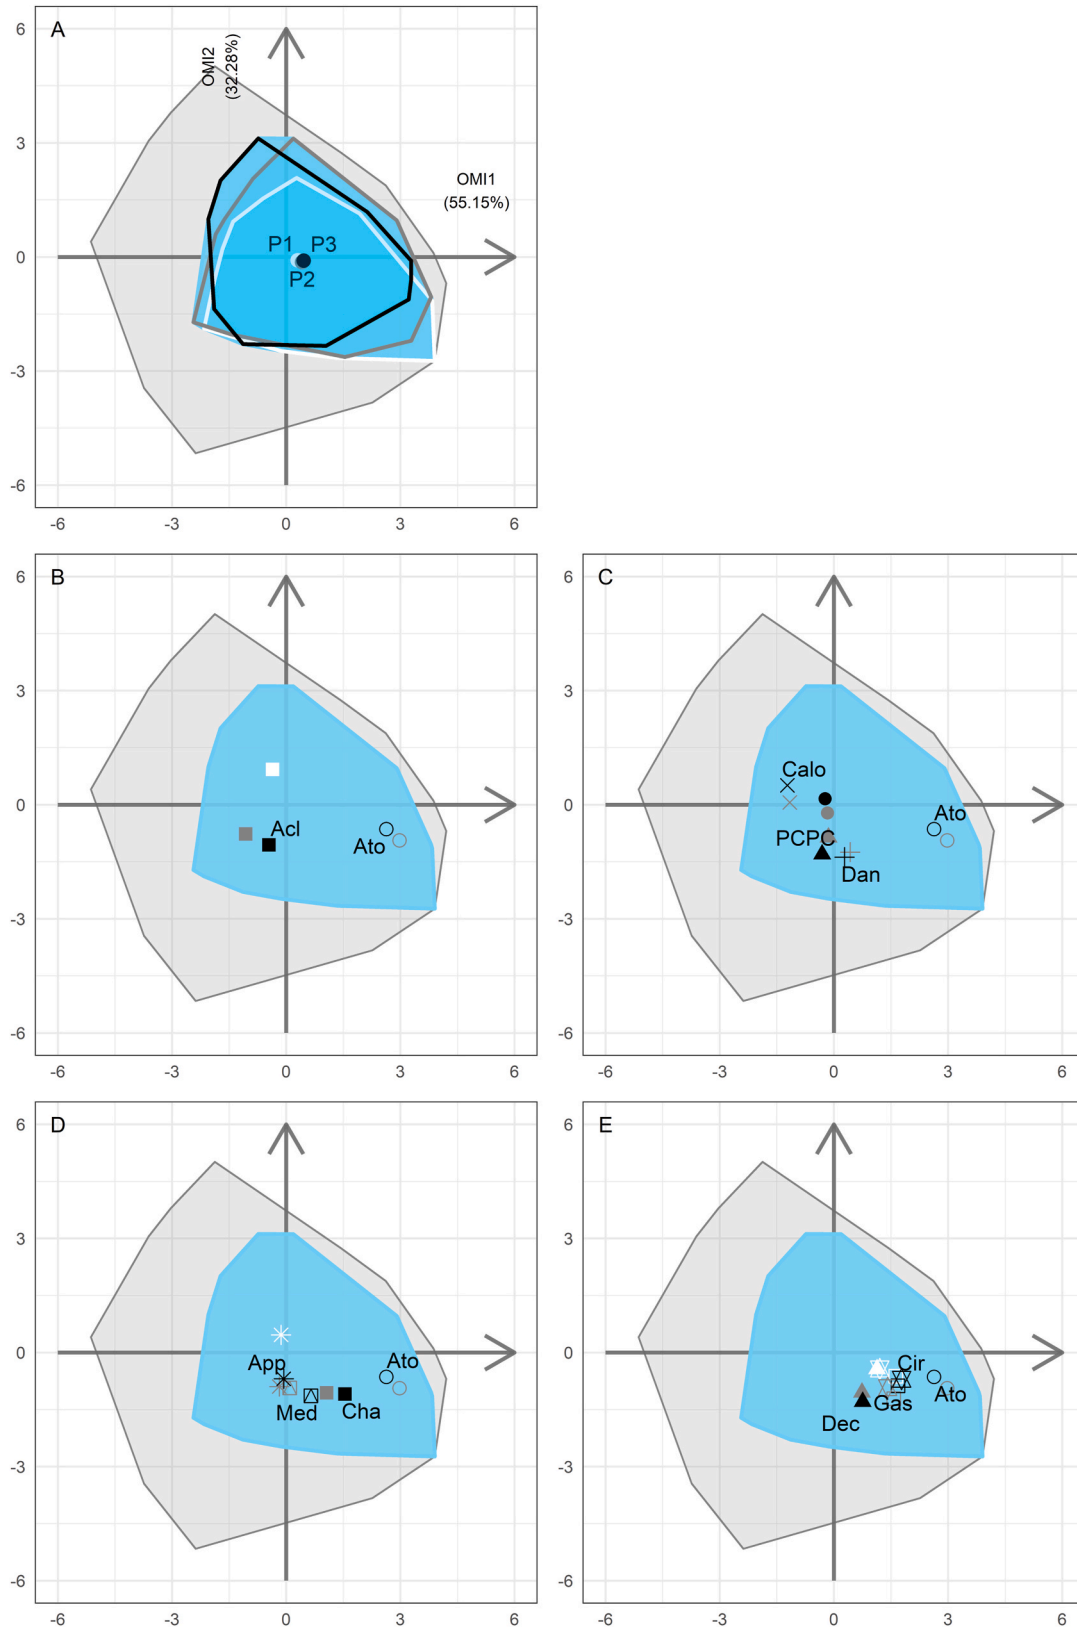 A
6
3
0
-3
-6
OMI2
(32.28%)
OMI1
(55.15%)
P1 P3
P2
-6 -3 0 3 6
B
6
3
0
-3
-6
Acl
Ato
-6 -3 0 3 6
C
6
3
0
-3
-6
Calo
Ato
PCPC
Dan
-6 -3 0 3 6
D
6
3
0
-3
-6
App
Ato
Med
Cha
-6 -3 0 3 6
E
6
3
0
-3
-6
Cir
Ato
Gas
Dec
-6 -3 0 3 6